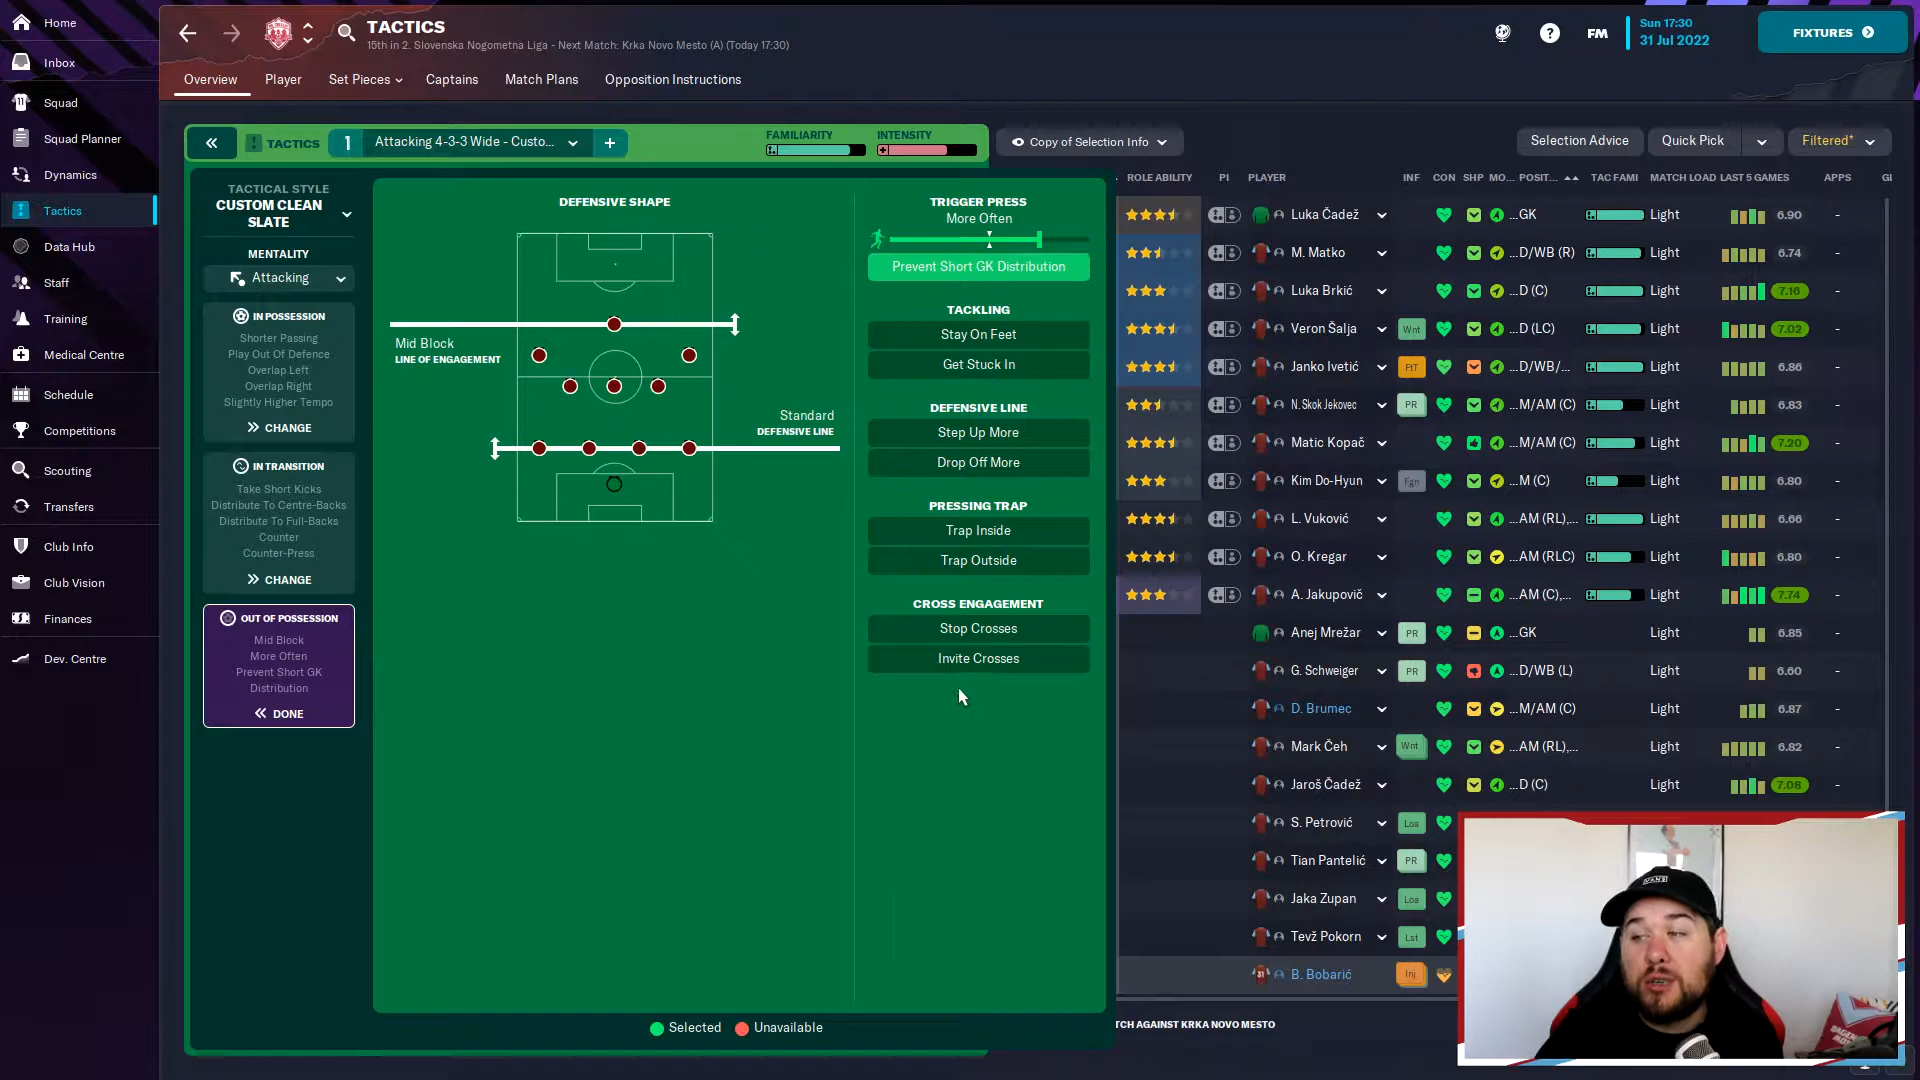 Home
Inbox
Squad
Squad Planner
Dynamics
Tactics
Data Hub
Staff
Training
Medical Centre
Schedule
Competitions
Scouting
Transfers
Club Info
Club Vision
Finances
Dev. Centre
TACTICS
15th in 2. Slovenska Nogometna Liga - Next Match: Krka Novo Mesto (A) (Today 17:30)
FM
Sun 17:30
31 Jul 2022
FIXTURES
Overview
Player
Set Pieces
Captains
Match Plans
Opposition Instructions
TACTICS
1
Attacking 4-3-3 Wide - Custo...
FAMILIARITY
INTENSITY
Copy of Selection Info
Selection Advice
Quick Pick
Filtered*
TACTICAL STYLE
CUSTOM CLEAN
SLATE
MENTALITY
Attacking
IN POSSESSION
Shorter Passing
Play Out Of Defence
Overlap Left
Overlap Right
Slightly Higher Tempo
CHANGE
IN TRANSITION
Take Short Kicks
Distribute To Centre-Backs
Distribute To Full-Backs
Counter
Counter-Press
CHANGE
OUT OF POSSESSION
Mid Block
More Often
Prevent Short GK
Distribution
DONE
DEFENSIVE SHAPE
Mid Block
LINE OF ENGAGEMENT
Standard
DEFENSIVE LINE
TRIGGER PRESS
More Often
Prevent Short GK Distribution
TACKLING
Stay On Feet
Get Stuck In
DEFENSIVE LINE
Step Up More
Drop Off More
PRESSING TRAP
Trap Inside
Trap Outside
CROSS ENGAGEMENT
Stop Crosses
Invite Crosses
Selected
Unavailable
ROLE ABILITY PI PLAYER INF CON SHP MO... POSIT... TAC FAMI MATCH LOAD LAST 5 GAMES APPS
Luka Čadež ...GK Light 6.90 -
M. Matko ...D/WB (R) Light 6.74 -
Luka Brkić ...D (C) Light 7.16 -
Veron Šalja Wnt ...D (LC) Light 7.02 -
Janko Ivetić FtT ...D/WB/... Light 6.86 -
N. Skok Jekovec PR ...M/AM (C) Light 6.83 -
Matic Kopač ...M/AM (C) Light 7.20 -
Kim Do-Hyun Fgn ...M (C) Light 6.80 -
L. Vuković ...AM (RL),... Light 6.66 -
O. Kregar ...AM (RLC) Light 6.80 -
A. Jakupovič ...AM (C),... Light 7.74 -
Anej Mrežar PR ...GK Light 6.85 -
G. Schweiger PR ...D/WB (L) Light 6.60 -
D. Brumec ...M/AM (C) Light 6.87 -
Mark Čeh Wnt ...AM (RL),... Light 6.82 -
Jaroš Čadež ...D (C) Light 7.08 -
S. Petrović Loa
Tian Pantelić PR
Jaka Zupan Loa
Tevž Pokorn Lst
31 B. Bobarić Inj
TCH AGAINST KRKA NOVO MESTO
VANS